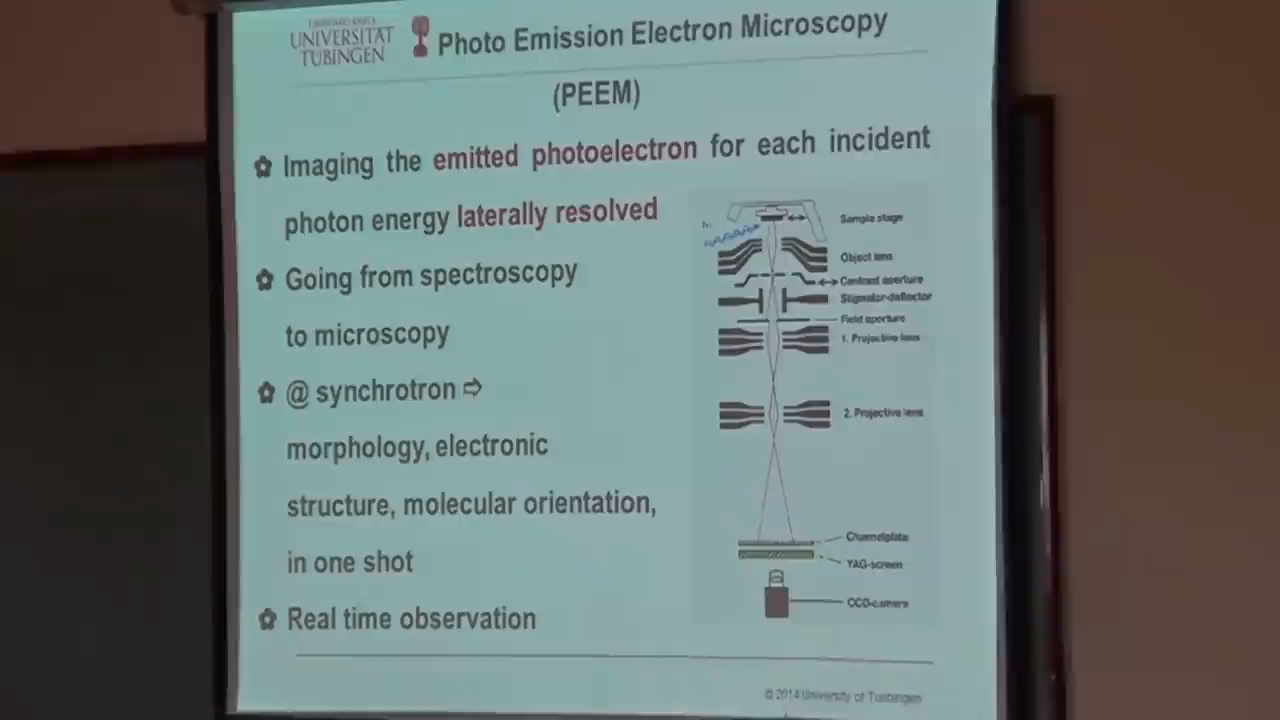 EBERHARD KARLS
UNIVERSITÄT
TÜBINGEN
Photo Emission Electron Microscopy
(PEEM)
Imaging the emitted photoelectron for each incident
photon energy laterally resolved
Going from spectroscopy
to microscopy
@ synchrotron ⇨
morphology, electronic
structure, molecular orientation,
in one shot
Real time observation
Sample stage
Object lens
Contrast aperture
Stigmator-deflector
Field aperture
1. Projective lens
2. Projective lens
Channelplate
YAG-screen
CCD-camera
© 2014 University of Tuebingen